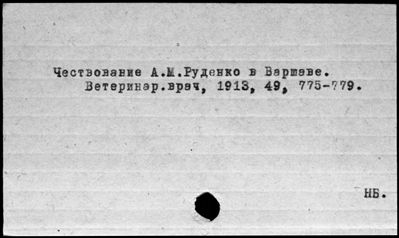 Чествование А.М.Руденко в Варшаве.
Ветеринар.врач, 1913, 49, 775-779.
НБ.